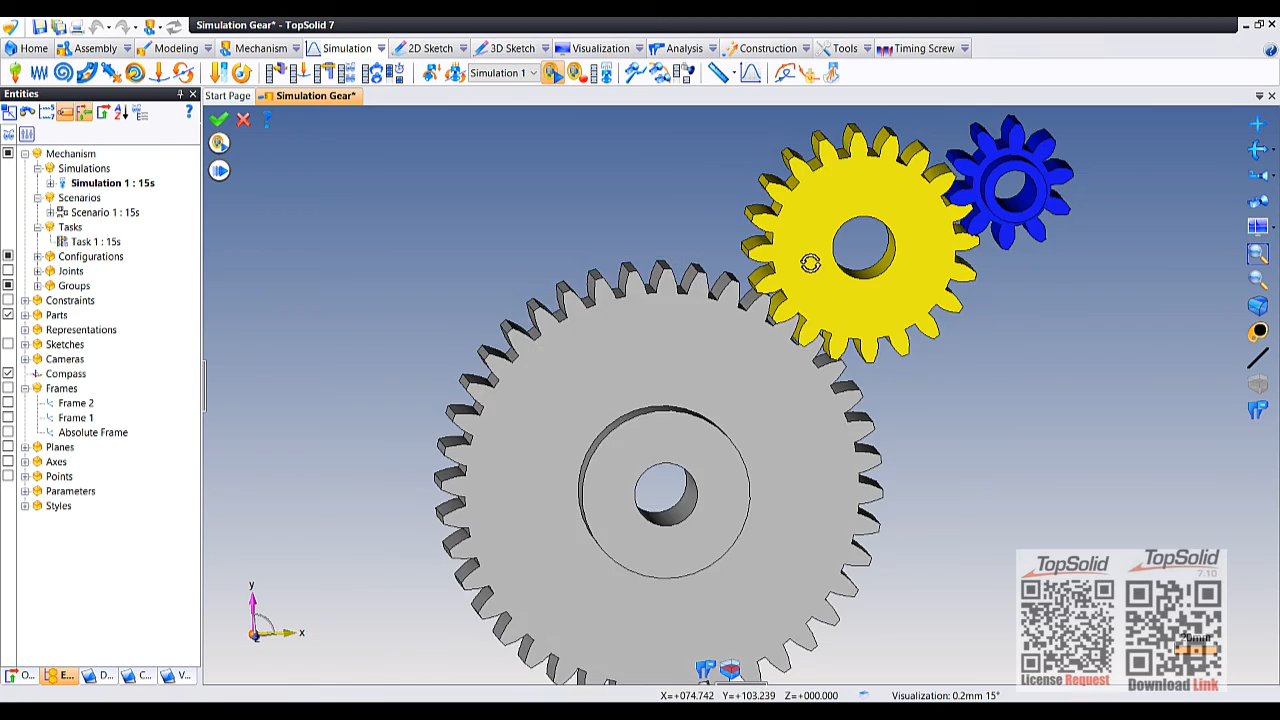 Simulation Gear* - TopSolid 7
Home Assembly Modeling Mechanism Simulation 2D Sketch 3D Sketch Visualization Analysis Construction Tools Timing Screw
Simulation 1
Entities
Start Page Simulation Gear*
Mechanism
Simulations
Simulation 1 : 15s
Scenarios
Scenario 1 : 15s
Tasks
Task 1 : 15s
Configurations
Joints
Groups
Constraints
Parts
Representations
Sketches
Cameras
Compass
Frames
Frame 2
Frame 1
Absolute Frame
Planes
Axes
Points
Parameters
Styles
y
x
TopSolid
TopSolid
7.10
20mm
License Request
Download Link
O... E... D... C... V...
X=+074.742 Y=+103.239 Z=+000.000 Visualization: 0.2mm 15°